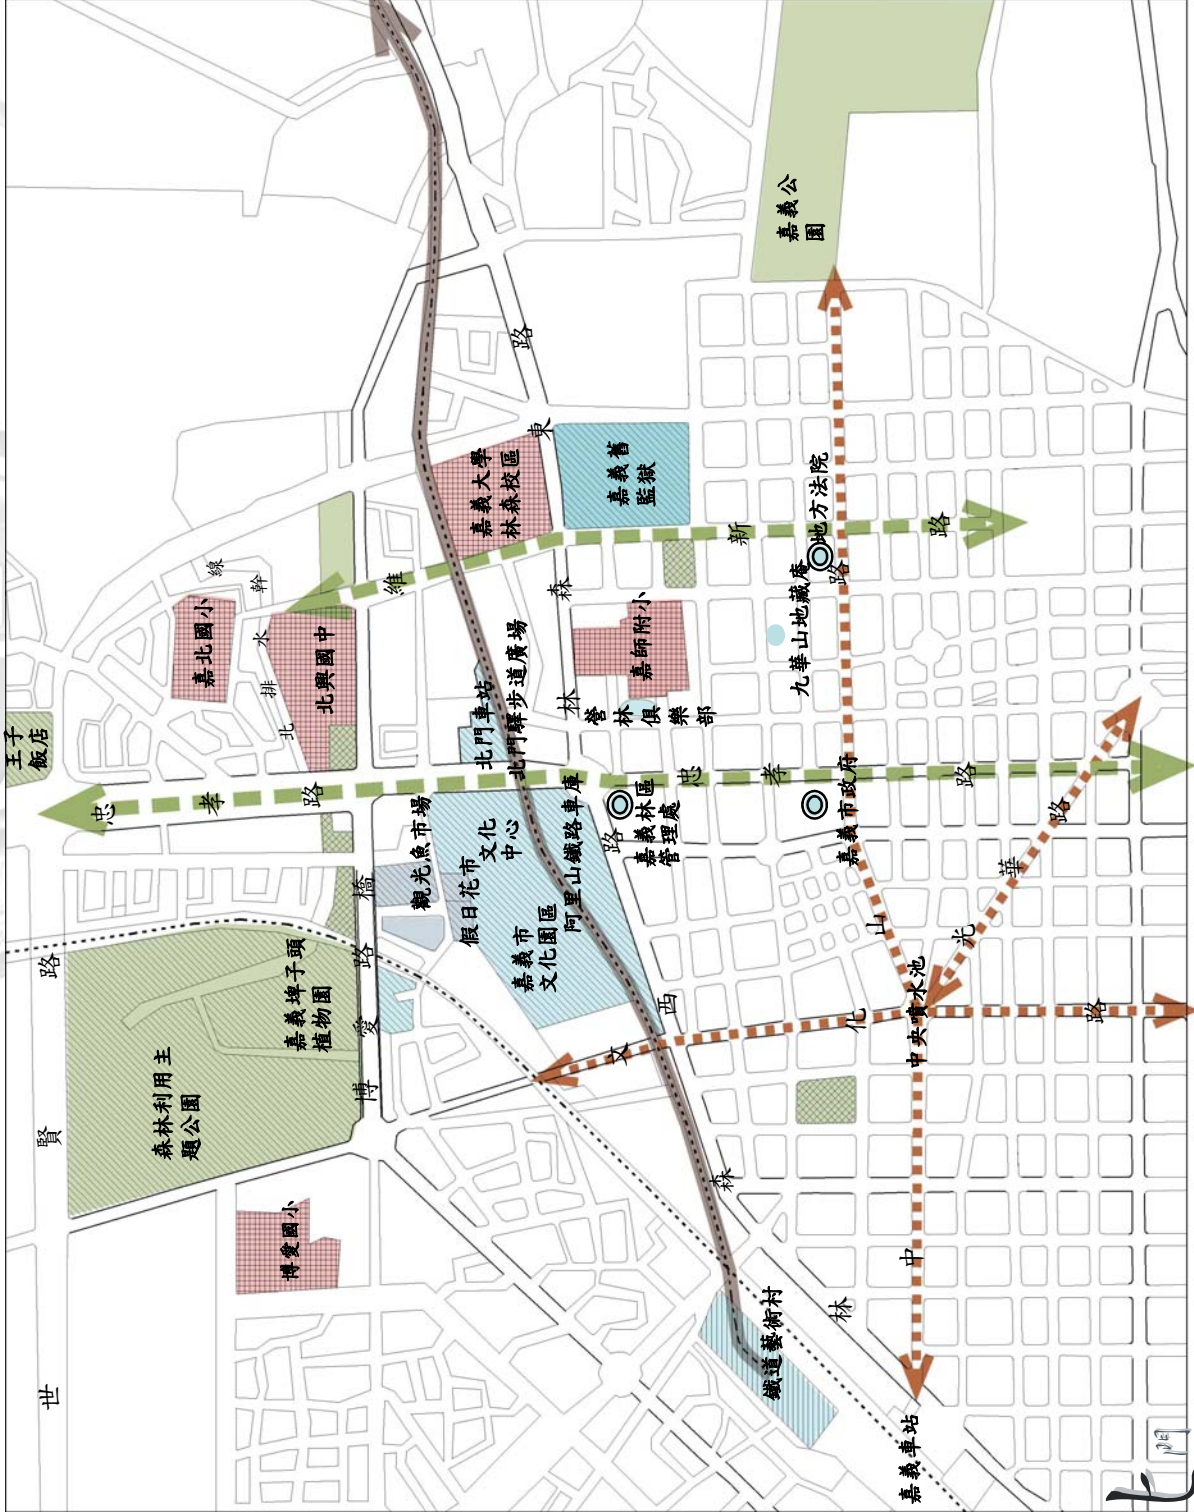 王子
飯店
嘉北國小
北興國中
北排水幹線
忠孝路
維新路
世賢路
森林利用主
題公園
嘉義埤子頭
植物園
博愛路橋
博愛國小
觀光魚市場
假日花市
文化
中心
嘉義市
文化園區
阿里山鐵路車庫
北門車站
北門驛步道廣場
嘉義大學
林森校區
嘉義舊
監獄
嘉師附小
營林俱樂部
嘉義林區
管理處
林森東路
林森西路
嘉義公
園
地方法院
九華山地藏庵
嘉義市政府
忠孝路
中山路
光華路
文化路
中央噴水池
鐵道藝術村
嘉義車站
北門